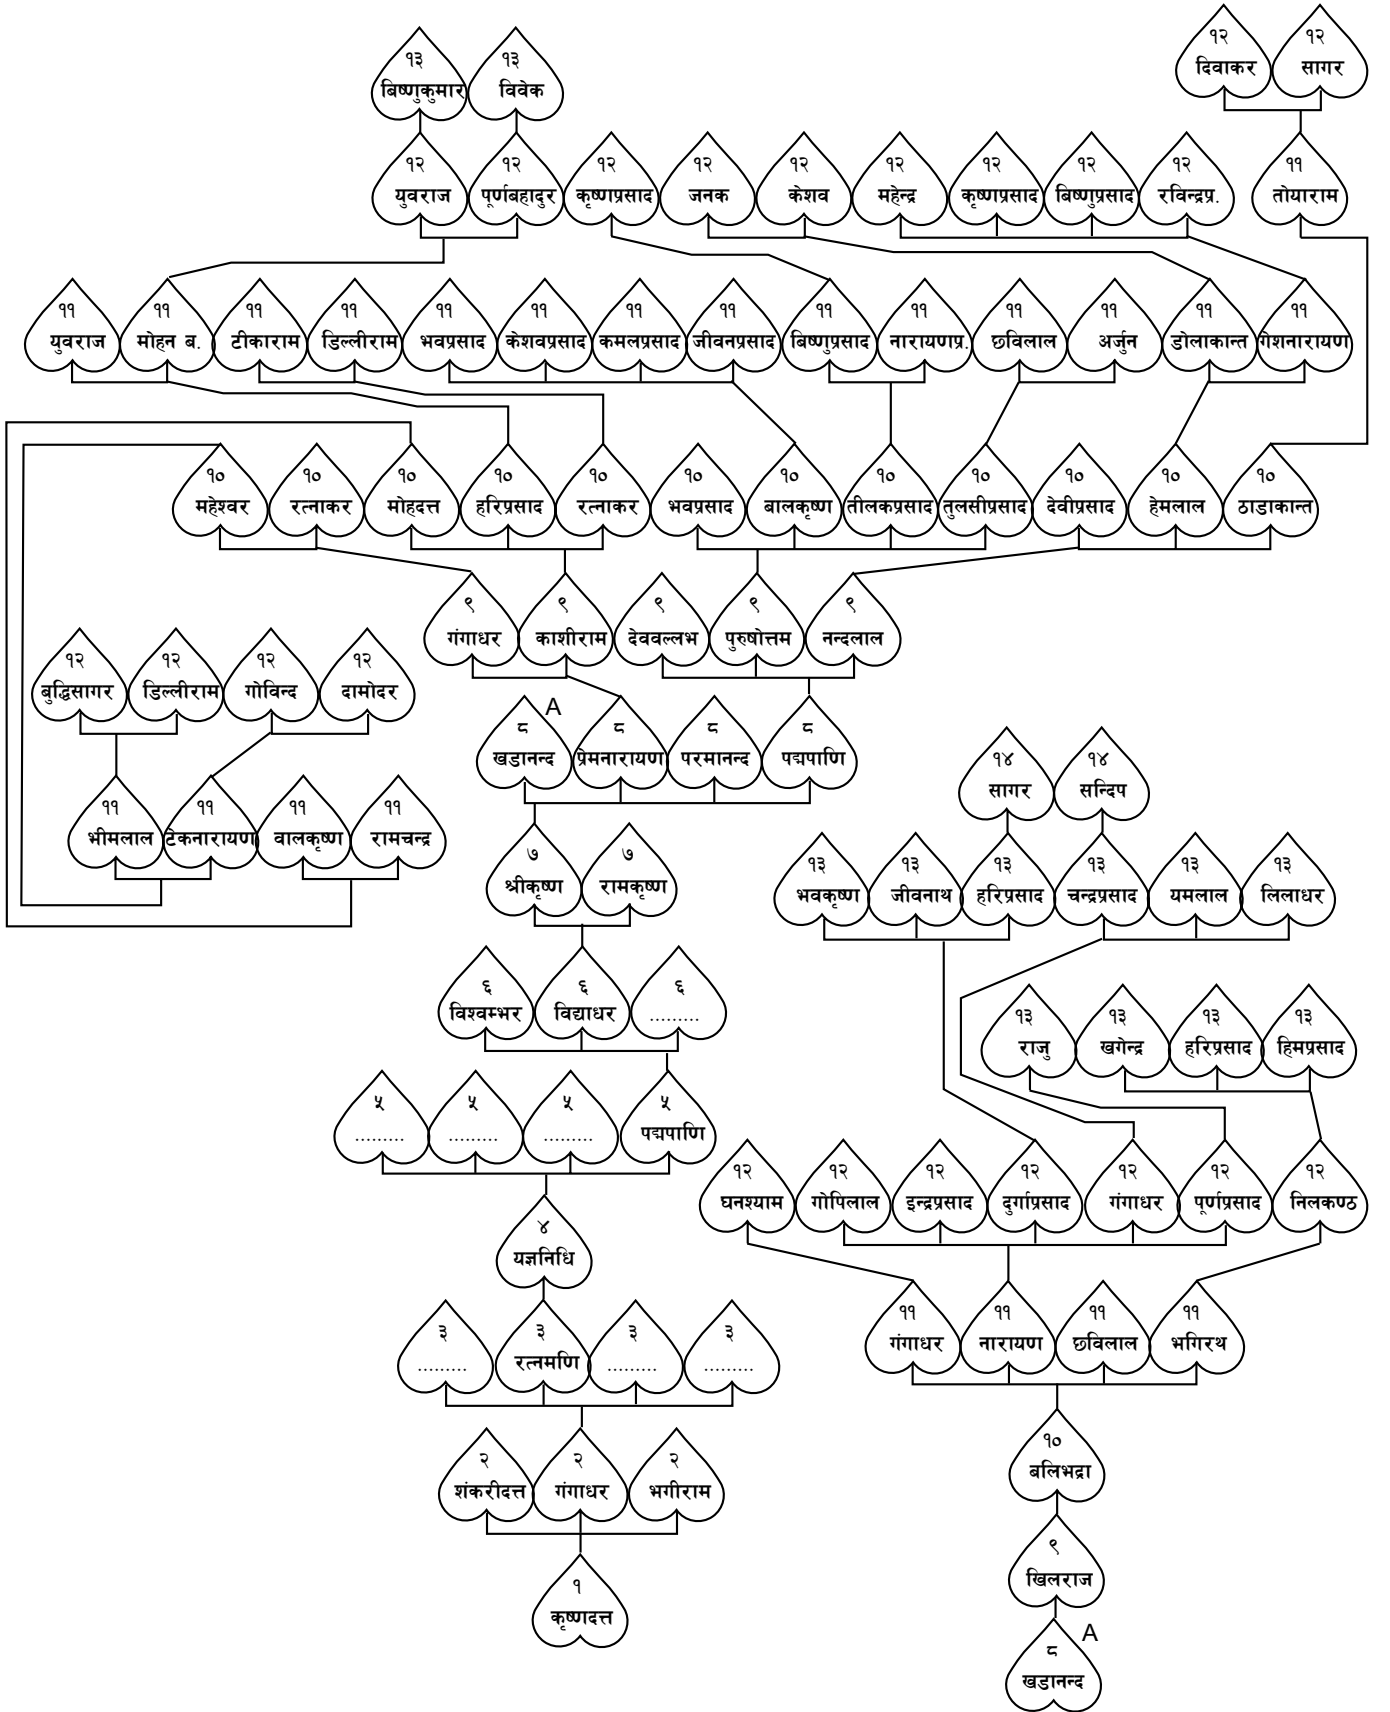 १२ १२
दिवाकर सागर
१३ १३
बिष्णुकुमार विवेक
१२ १२ १२ १२ १२ १२ १२ १२ १२ ११
युवराज पूर्णबहादुर कृष्णप्रसाद जनक केशव महेन्द्र कृष्णप्रसाद बिष्णुप्रसाद रविन्द्रप्र. तोयाराम
११ ११ ११ ११ ११ ११ ११ ११ ११ ११ ११ ११ ११ ११
युवराज मोहन ब. टीकाराम डिल्लीराम भवप्रसाद केशवप्रसाद कमलप्रसाद जीवनप्रसाद बिष्णुप्रसाद नारायणप्र. छविलाल अर्जुन डोलाकान्त गेशनारायण
१० १० १० १० १० १० १० १० १० १० १० १०
महेश्वर रत्नाकर मोहदत्त हरिप्रसाद रत्नाकर भवप्रसाद बालकृष्ण तीलकप्रसाद तुलसीप्रसाद देवीप्रसाद हेमलाल ठाडाकान्त
९ ९ ९ ९ ९
गंगाधर काशीराम देववल्लभ पुरुषोत्तम नन्दलाल
१२ १२ १२ १२
बुद्धिसागर डिल्लीराम गोविन्द दामोदर
A
८ ८ ८ ८
खडानन्द प्रेमनारायण परमानन्द पद्मपाणि
१४ १४
सागर सन्दिप
११ ११ ११ ११
भीमलाल टेकनारायण वालकृष्ण रामचन्द्र
७ ७
श्रीकृष्ण रामकृष्ण
१३ १३ १३ १३ १३ १३
भवकृष्ण जीवनाथ हरिप्रसाद चन्द्रप्रसाद यमलाल लिलाधर
६ ६ ६
विश्वम्भर विद्याधर .........
१३ १३ १३ १३
राजु खगेन्द्र हरिप्रसाद हिमप्रसाद
५ ५ ५ ५
......... ......... ......... पद्मपाणि
१२ १२ १२ १२ १२ १२ १२
घनश्याम गोपिलाल इन्द्रप्रसाद दुर्गाप्रसाद गंगाधर पूर्णप्रसाद निलकण्ठ
४
यज्ञनिधि
३ ३ ३ ३
......... रत्नमणि ......... .........
११ ११ ११ ११
गंगाधर नारायण छविलाल भगिरथ
२ २ २
शंकरीदत्त गंगाधर भगीराम
१०
बलिभद्रा
९
खिलराज
१
कृष्णदत्त
A
८
खडानन्द